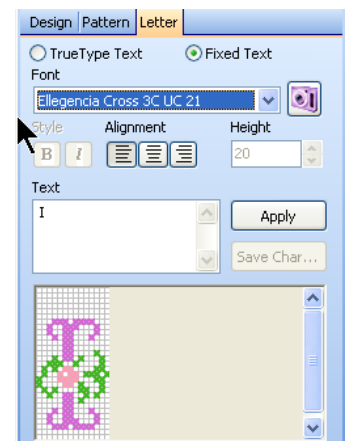 Design Pattern Letter
TrueType Text Fixed Text
Font
Ellegencia Cross 3C UC 21
Style Alignment Height
B I 20
Text
I
Apply
Save Char...